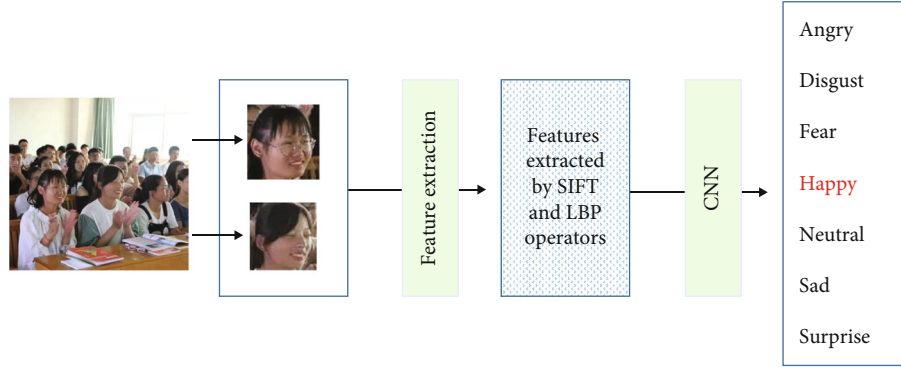 Feature extraction
Features
extracted
by SIFT
and LBP
operators
CNN
Angry
Disgust
Fear
Happy
Neutral
Sad
Surprise